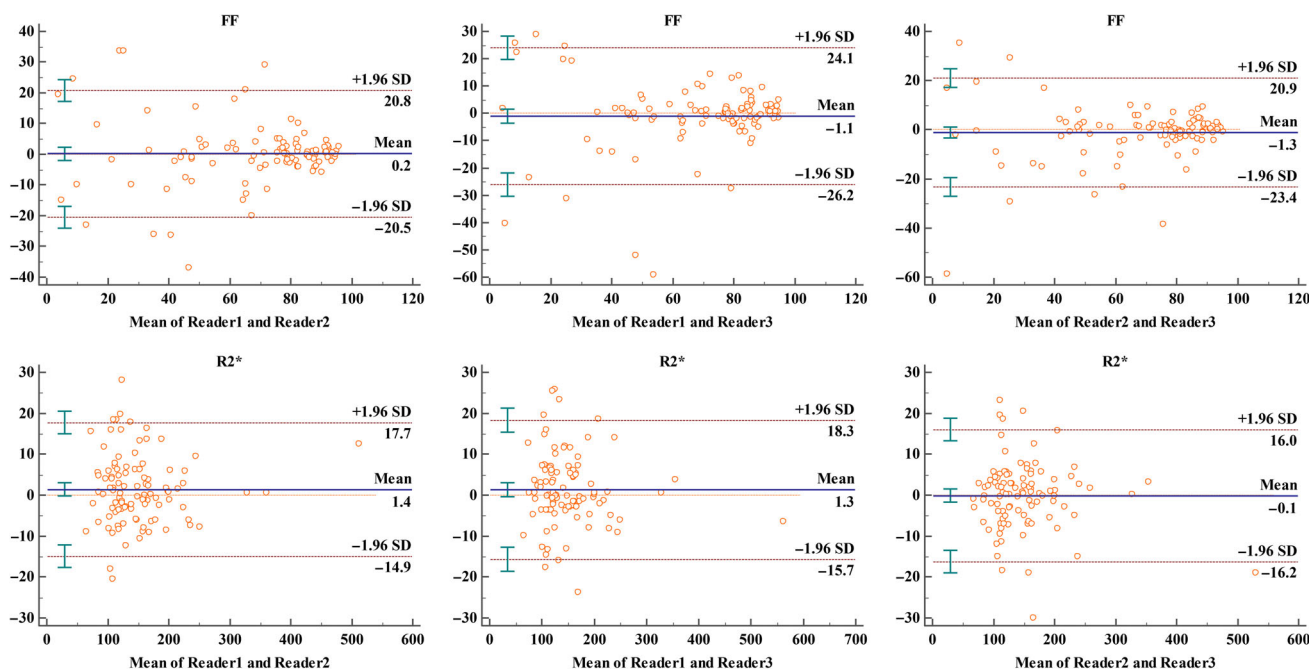 FF
40
30
20
10
0
−10
−20
−30
−40
+1.96 SD
20.8
Mean
0.2
−1.96 SD
−20.5
0 20 40 60 80 100 120
Mean of Reader1 and Reader2
FF
30
20
10
0
−10
−20
−30
−40
−50
−60
+1.96 SD
24.1
Mean
−1.1
−1.96 SD
−26.2
0 20 40 60 80 100 120
Mean of Reader1 and Reader3
FF
40
20
0
−20
−40
−60
+1.96 SD
20.9
Mean
−1.3
−1.96 SD
−23.4
0 20 40 60 80 100 120
Mean of Reader2 and Reader3
R2*
30
20
10
0
−10
−20
−30
+1.96 SD
17.7
Mean
1.4
−1.96 SD
−14.9
0 100 200 300 400 500 600
Mean of Reader1 and Reader2
R2*
30
20
10
0
−10
−20
−30
+1.96 SD
18.3
Mean
1.3
−1.96 SD
−15.7
0 100 200 300 400 500 600 700
Mean of Reader1 and Reader3
R2*
30
20
10
0
−10
−20
−30
+1.96 SD
16.0
Mean
−0.1
−1.96 SD
−16.2
0 100 200 300 400 500 600
Mean of Reader2 and Reader3